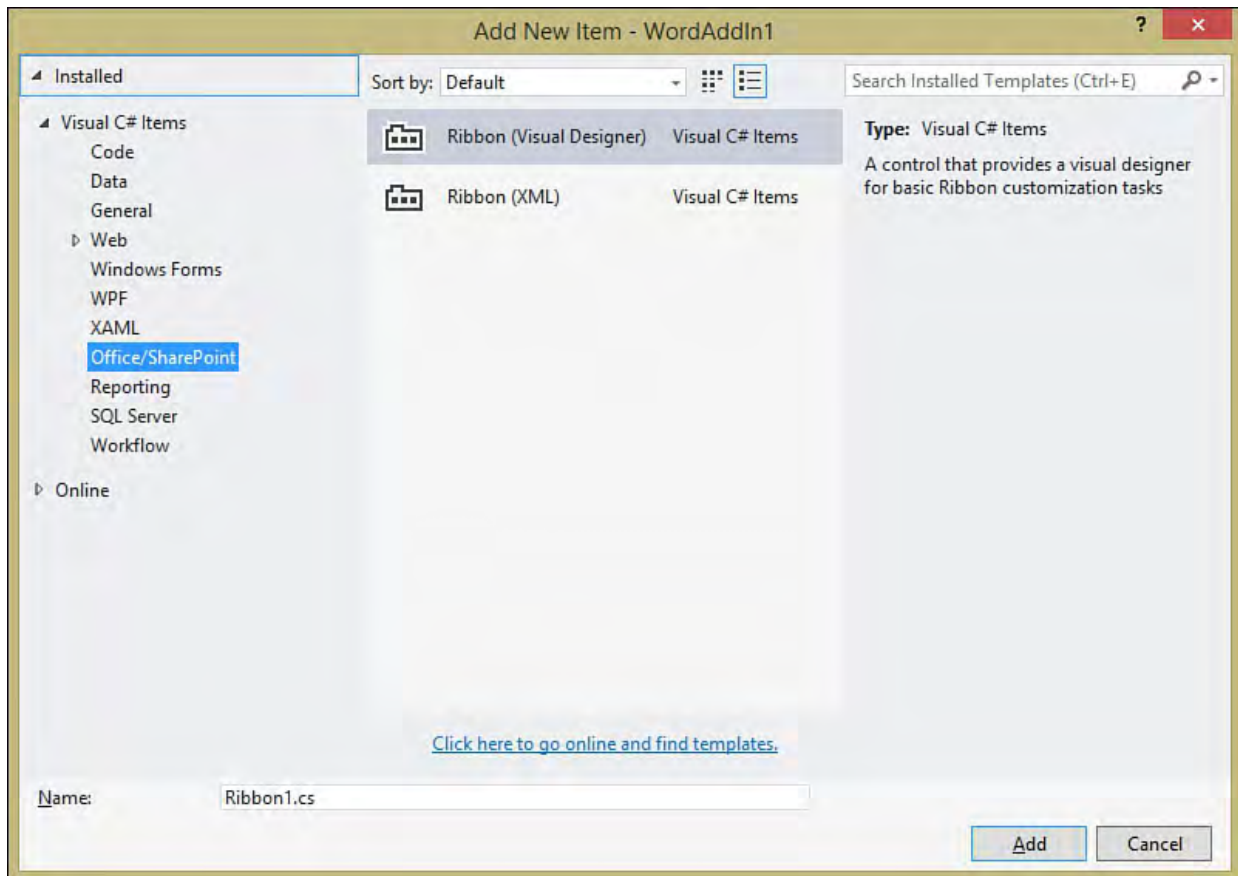 Add New Item - WordAddIn1
? ×
Installed
Sort by: Default
Search Installed Templates (Ctrl+E)
Visual C# Items
Code
Data
General
Web
Windows Forms
WPF
XAML
Office/SharePoint
Reporting
SQL Server
Workflow
Online
Ribbon (Visual Designer) Visual C# Items
Ribbon (XML) Visual C# Items
Type: Visual C# Items
A control that provides a visual designer
for basic Ribbon customization tasks
Click here to go online and find templates.
Name: Ribbon1.cs
Add Cancel